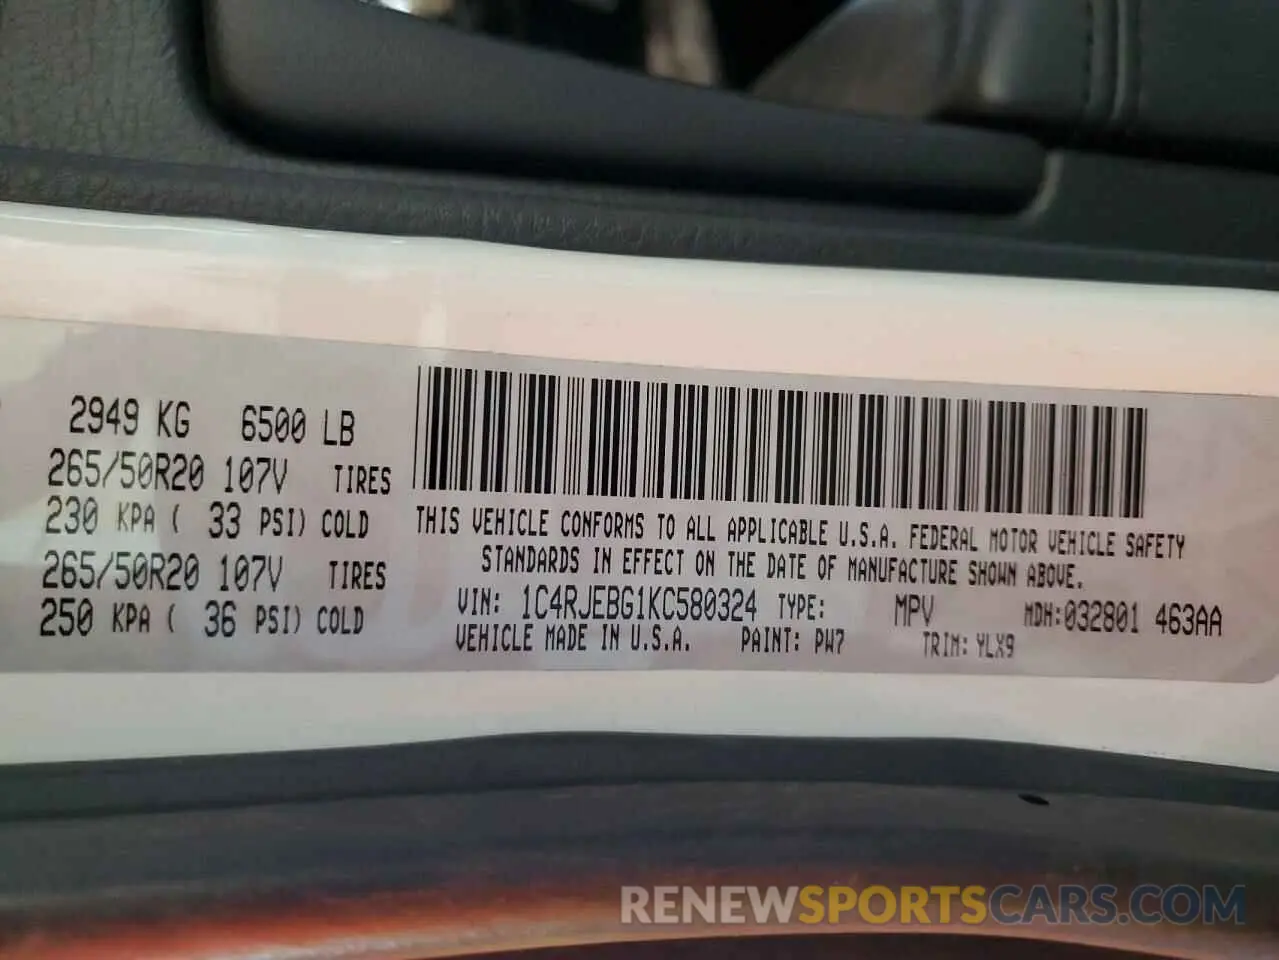 2949 KG 6500 LB
265/50R20 107V TIRES
230 KPA ( 33 PSI) COLD
265/50R20 107V TIRES
250 KPA ( 36 PSI) COLD
THIS VEHICLE CONFORMS TO ALL APPLICABLE U.S.A. FEDERAL MOTOR VEHICLE SAFETY
STANDARDS IN EFFECT ON THE DATE OF MANUFACTURE SHOWN ABOVE.
VIN: 1C4RJEBG1KC580324 TYPE: MPV MDH:032801 463AA
VEHICLE MADE IN U.S.A. PAINT: PW7 TRIM: YLX9
RENEWSPORTSCARS.COM